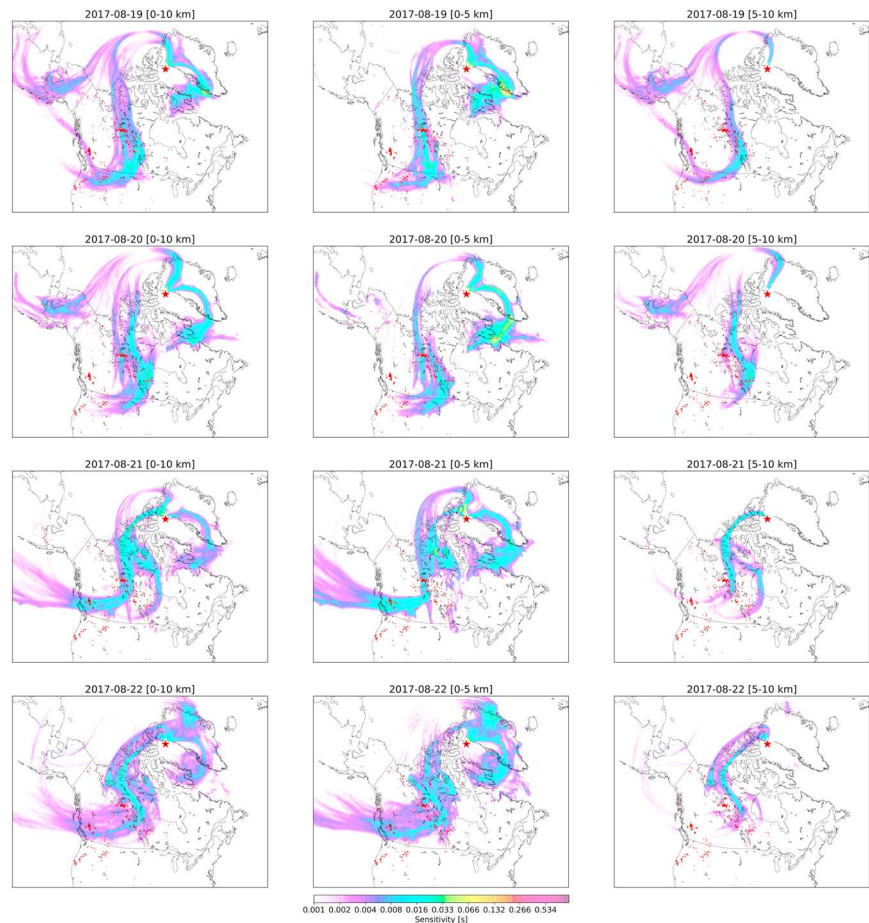 2017-08-19 [0-10 km]
2017-08-19 [0-5 km]
2017-08-19 [5-10 km]
2017-08-20 [0-10 km]
2017-08-20 [0-5 km]
2017-08-20 [5-10 km]
2017-08-21 [0-10 km]
2017-08-21 [0-5 km]
2017-08-21 [5-10 km]
2017-08-22 [0-10 km]
2017-08-22 [0-5 km]
2017-08-22 [5-10 km]
0.001 0.002 0.004 0.008 0.016 0.033 0.066 0.132 0.266 0.534
Sensitivity [s]